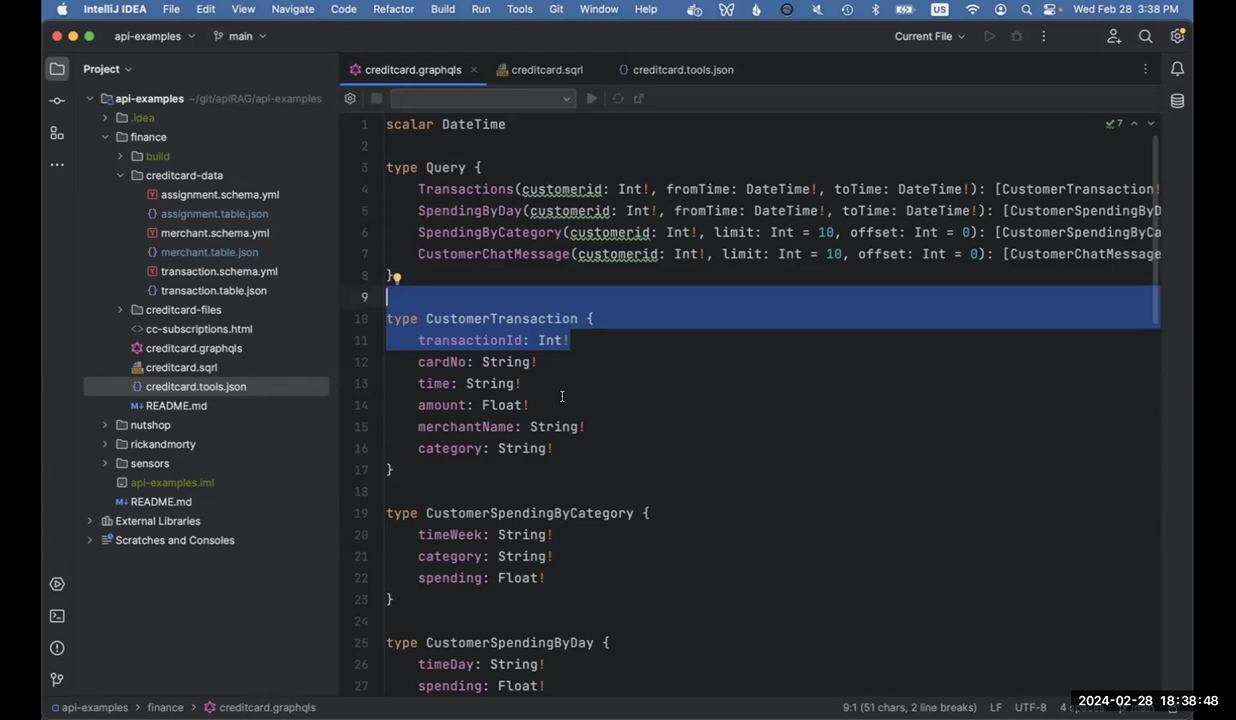 IntelliJ IDEA File Edit View Navigate Code Refactor Build Run Tools Git Window Help US Wed Feb 28 3:38 PM
api-examples main Current File
Project creditcard.graphqls creditcard.sqrl creditcard.tools.json
api-examples ~/git/apiRAG/api-examples
.idea
finance
build
creditcard-data
assignment.schema.yml
assignment.table.json
merchant.schema.yml
merchant.table.json
transaction.schema.yml
transaction.table.json
creditcard-files
cc-subscriptions.html
creditcard.graphqls
creditcard.sqrl
creditcard.tools.json
README.md
nutshop
rickandmorty
sensors
api-examples.iml
README.md
External Libraries
Scratches and Consoles
7
1 scalar DateTime
2
3 type Query {
4 Transactions(customerid: Int!, fromTime: DateTime!, toTime: DateTime!): [CustomerTransaction!
5 SpendingByDay(customerid: Int!, fromTime: DateTime!, toTime: DateTime!): [CustomerSpendingByD
6 SpendingByCategory(customerid: Int!, limit: Int = 10, offset: Int = 0): [CustomerSpendingByCa
7 CustomerChatMessage(customerid: Int!, limit: Int = 10, offset: Int = 0): [CustomerChatMessage
8 }
9
10 type CustomerTransaction {
11 transactionId: Int!
12 cardNo: String!
13 time: String!
14 amount: Float!
15 merchantName: String!
16 category: String!
17 }
18
19 type CustomerSpendingByCategory {
20 timeWeek: String!
21 category: String!
22 spending: Float!
23 }
24
25 type CustomerSpendingByDay {
26 timeDay: String!
27 spending: Float!
api-examples finance creditcard.graphqls 9:1 (51 chars, 2 line breaks) LF UTF-8 4
2024-02-28 18:38:48